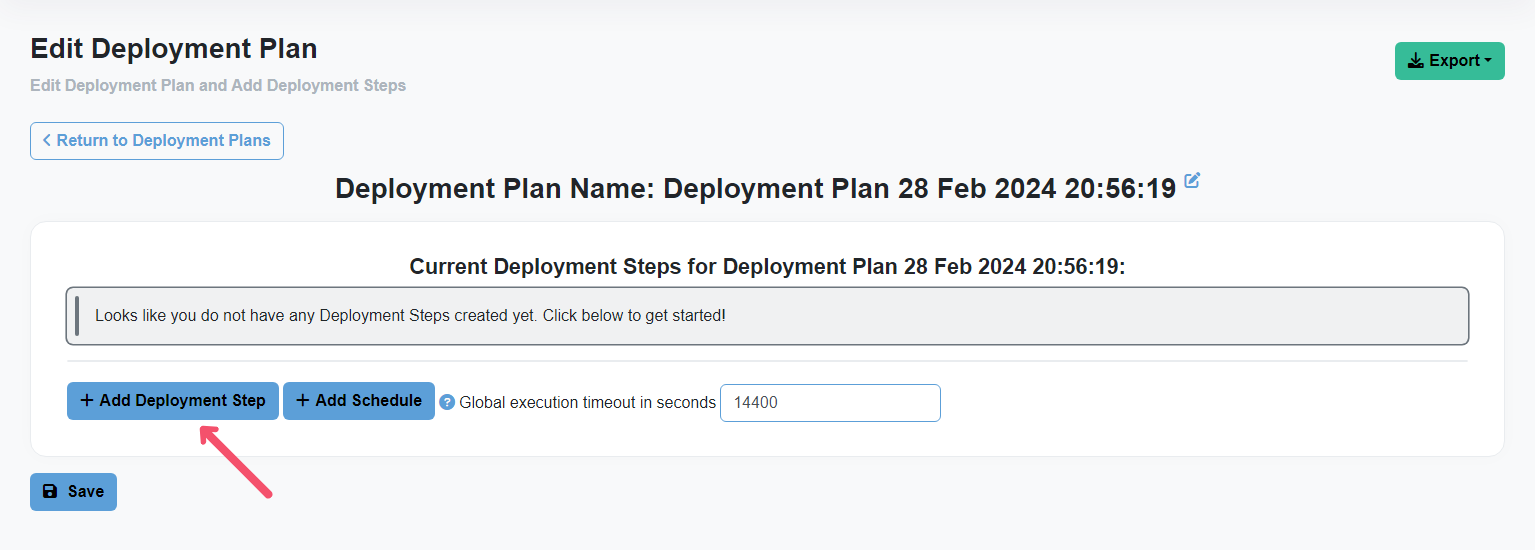 Edit Deployment Plan
Export
Edit Deployment Plan and Add Deployment Steps
Return to Deployment Plans
Deployment Plan Name: Deployment Plan 28 Feb 2024 20:56:19
Current Deployment Steps for Deployment Plan 28 Feb 2024 20:56:19:
Looks like you do not have any Deployment Steps created yet. Click below to get started!
+ Add Deployment Step + Add Schedule ? Global execution timeout in seconds 14400
Save